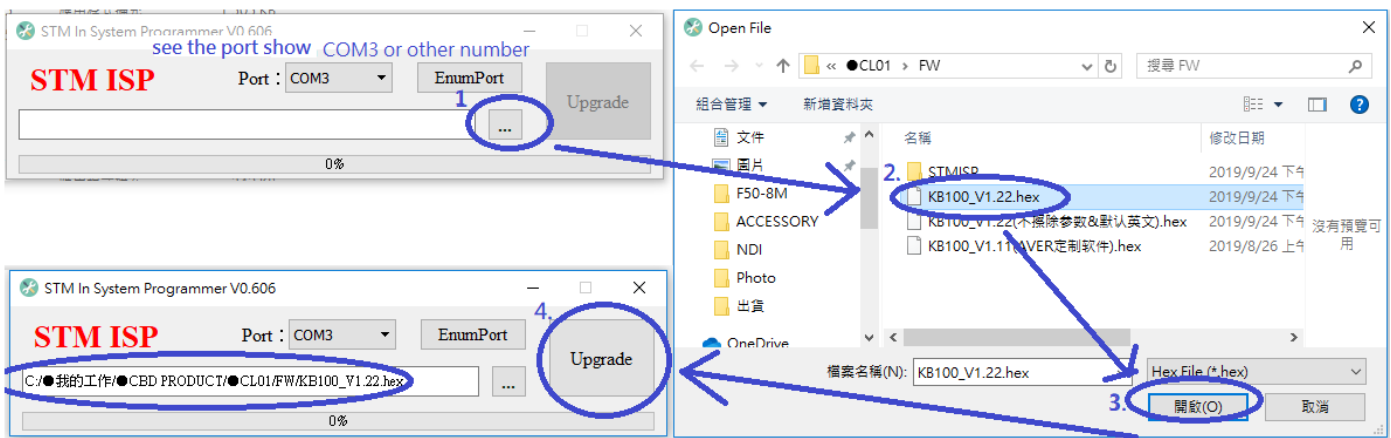 STM In System Programmer V0.606
see the port show COM3 or other number
STM ISP
Port : COM3
EnumPort
1
...
Upgrade
0%
Open File
« ●CL01 › FW
搜尋 FW
組合管理 ▾
新增資料夾
文件
圖片
F50-8M
ACCESSORY
NDI
Photo
出貨
OneDrive
名稱
修改日期
2.
STMISP
2019/9/24 下午
KB100_V1.22.hex
2019/9/24 下午
KB100_V1.22(不擦除参数&默认英文).hex
2019/9/24 下午
KB100_V1.11(AVER定制软件).hex
2019/8/26 上午
沒有預覽可
用
檔案名稱(N):
KB100_V1.22.hex
Hex File (*.hex)
3.
開啟(O)
取消
STM In System Programmer V0.606
STM ISP
Port : COM3
EnumPort
4.
Upgrade
C:/●我的工作/●CBD PRODUCT/●CL01/FW/KB100_V1.22.hex
...
0%